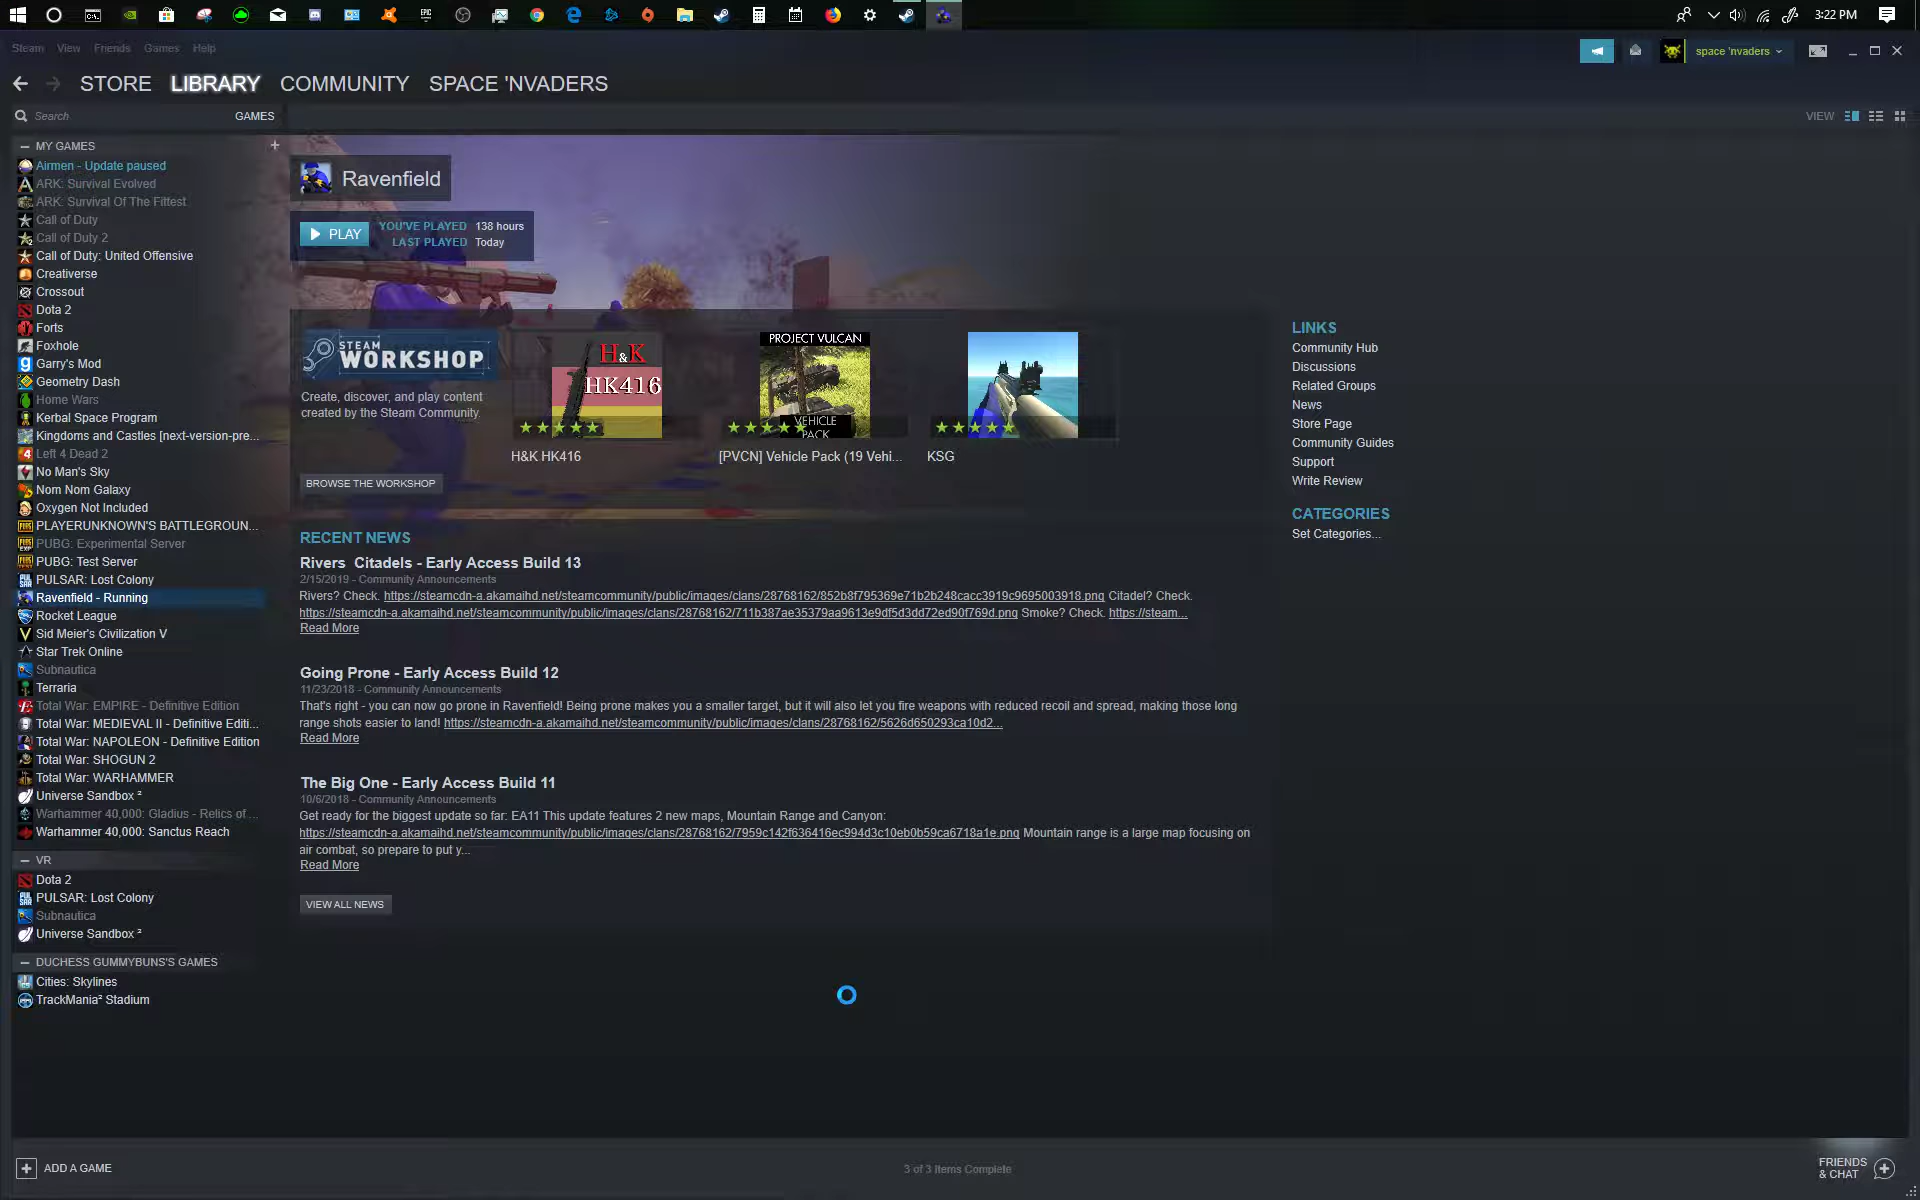 3:22 PM
Steam View Friends Games Help
space 'nvaders
STORE LIBRARY COMMUNITY SPACE 'NVADERS
Search GAMES
VIEW
MY GAMES +
Airmen - Update paused
ARK: Survival Evolved
ARK: Survival Of The Fittest
Call of Duty
Call of Duty 2
Call of Duty: United Offensive
Creativerse
Crossout
Dota 2
Forts
Foxhole
Garry's Mod
Geometry Dash
Home Wars
Kerbal Space Program
Kingdoms and Castles [next-version-pre...
Left 4 Dead 2
No Man's Sky
Nom Nom Galaxy
Oxygen Not Included
PLAYERUNKNOWN'S BATTLEGROUN...
PUBG: Experimental Server
PUBG: Test Server
PULSAR: Lost Colony
Ravenfield - Running
Rocket League
Sid Meier's Civilization V
Star Trek Online
Subnautica
Terraria
Total War: EMPIRE - Definitive Edition
Total War: MEDIEVAL II - Definitive Editi...
Total War: NAPOLEON - Definitive Edition
Total War: SHOGUN 2
Total War: WARHAMMER
Universe Sandbox ²
Warhammer 40,000: Gladius - Relics of ...
Warhammer 40,000: Sanctus Reach
VR
Dota 2
PULSAR: Lost Colony
Subnautica
Universe Sandbox ²
DUCHESS GUMMYBUNS'S GAMES
Cities: Skylines
TrackMania² Stadium
Ravenfield
PLAY
YOU'VE PLAYED 138 hours
LAST PLAYED Today
STEAM
WORKSHOP
Create, discover, and play content
created by the Steam Community.
BROWSE THE WORKSHOP
H&K
HK416
H&K HK416
PROJECT VULCAN
VEHICLE
PACK
[PVCN] Vehicle Pack (19 Vehi...
KSG
RECENT NEWS
Rivers  Citadels - Early Access Build 13
2/15/2019 - Community Announcements
Rivers? Check. https://steamcdn-a.akamaihd.net/steamcommunity/public/images/clans/28768162/852b8f795369e71b2b248cacc3919c9695003918.png Citadel? Check.
https://steamcdn-a.akamaihd.net/steamcommunity/public/images/clans/28768162/711b387ae35379aa9613e9df5d3dd72ed90f769d.png Smoke? Check. https://steam...
Read More
Going Prone - Early Access Build 12
11/23/2018 - Community Announcements
That's right - you can now go prone in Ravenfield! Being prone makes you a smaller target, but it will also let you fire weapons with reduced recoil and spread, making those long
range shots easier to land! https://steamcdn-a.akamaihd.net/steamcommunity/public/images/clans/28768162/5626d650293ca10d2...
Read More
The Big One - Early Access Build 11
10/6/2018 - Community Announcements
Get ready for the biggest update so far: EA11 This update features 2 new maps, Mountain Range and Canyon:
https://steamcdn-a.akamaihd.net/steamcommunity/public/images/clans/28768162/7959c142f636416ec994d3c10eb0b59ca6718a1e.png Mountain range is a large map focusing on
air combat, so prepare to put y...
Read More
VIEW ALL NEWS
LINKS
Community Hub
Discussions
Related Groups
News
Store Page
Community Guides
Support
Write Review
CATEGORIES
Set Categories...
ADD A GAME
3 of 3 Items Complete
FRIENDS
& CHAT